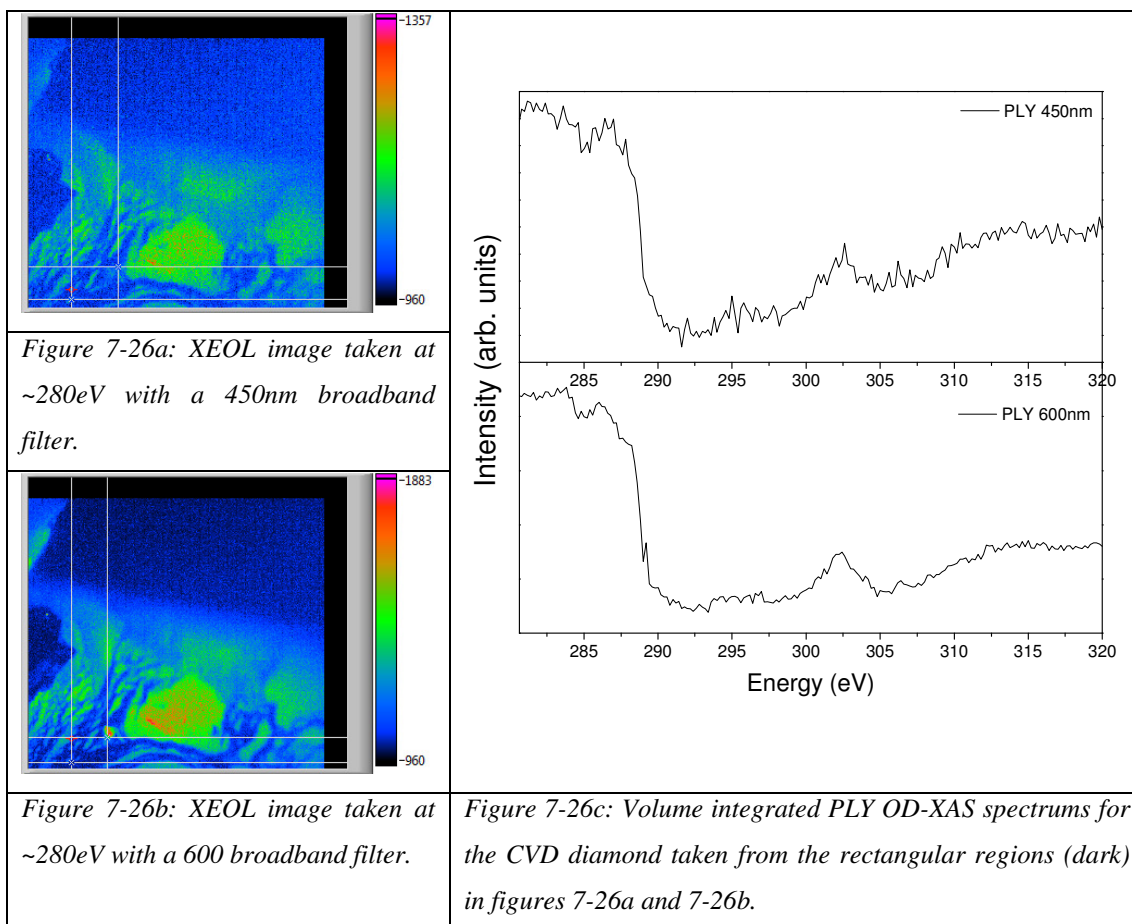 1357
960
Figure 7-26a: XEOL image taken at
~280eV with a 450nm broadband
filter.
1883
960
Figure 7-26b: XEOL image taken at
~280eV with a 600 broadband filter.
PLY 450nm
285 290 295 300 305 310 315 320
PLY 600nm
285 290 295 300 305 310 315 320
Intensity (arb. units)
Energy (eV)
Figure 7-26c: Volume integrated PLY OD-XAS spectrums for
the CVD diamond taken from the rectangular regions (dark)
in figures 7-26a and 7-26b.